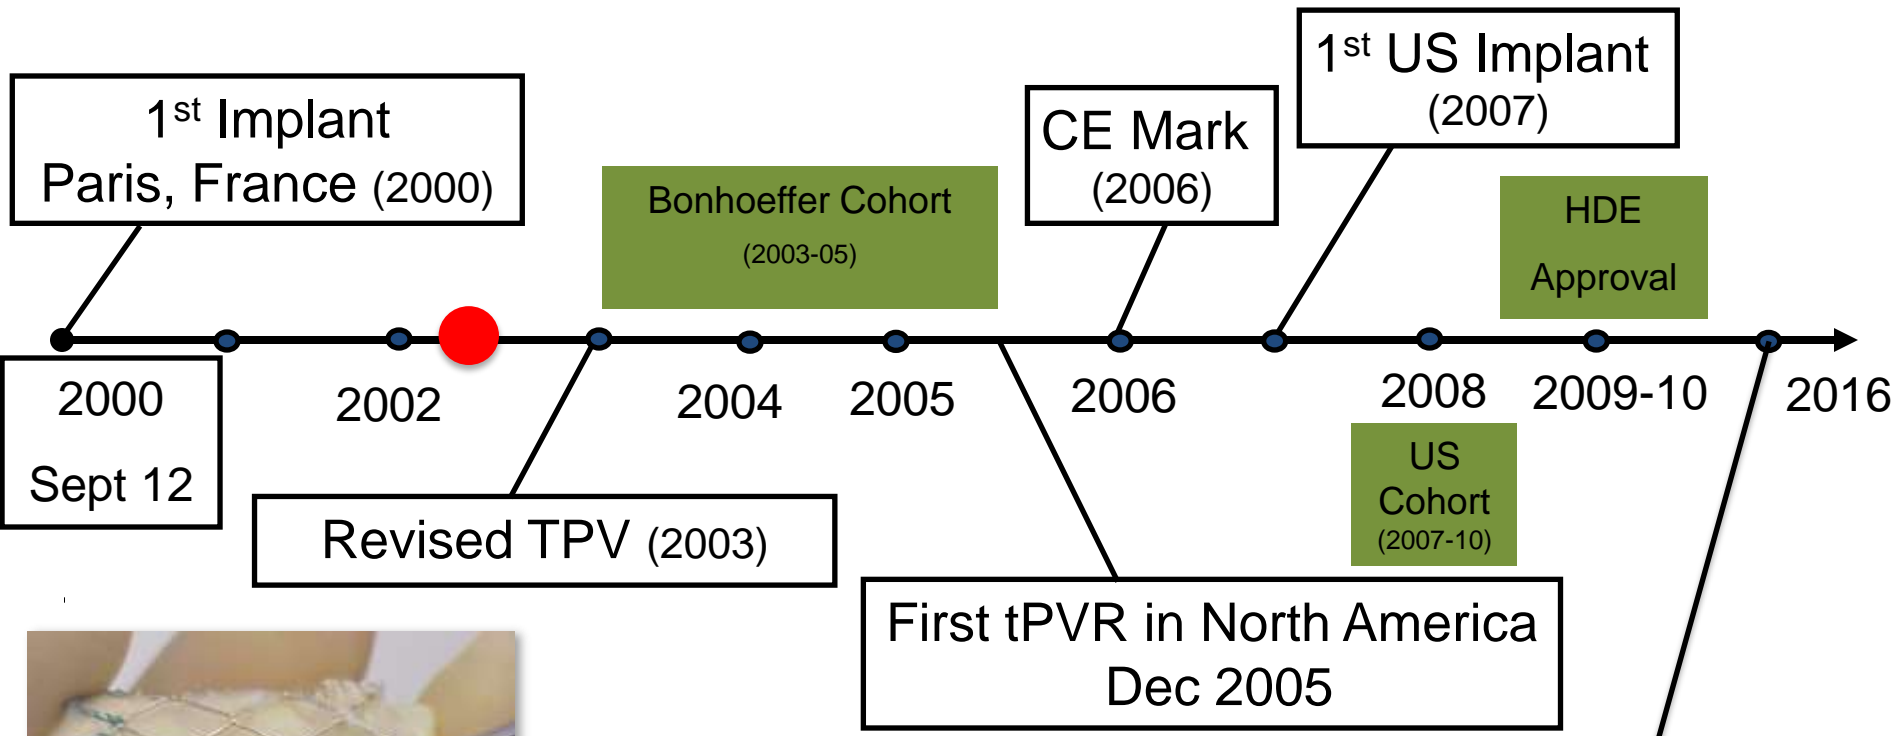 1st Implant
Paris, France (2000)
Bonhoeffer Cohort
(2003-05)
CE Mark
(2006)
1st US Implant
(2007)
HDE
Approval
2000
Sept 12
2002
2004
2005
2006
2008
2009-10
2016
US
Cohort
(2007-10)
Revised TPV (2003)
First tPVR in North America
Dec 2005